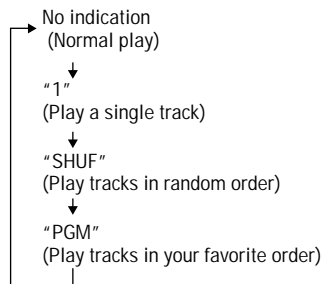 No indication
(Normal play)
“1”
(Play a single track)
“SHUF”
(Play tracks in random order)
“PGM”
(Play tracks in your favorite order)